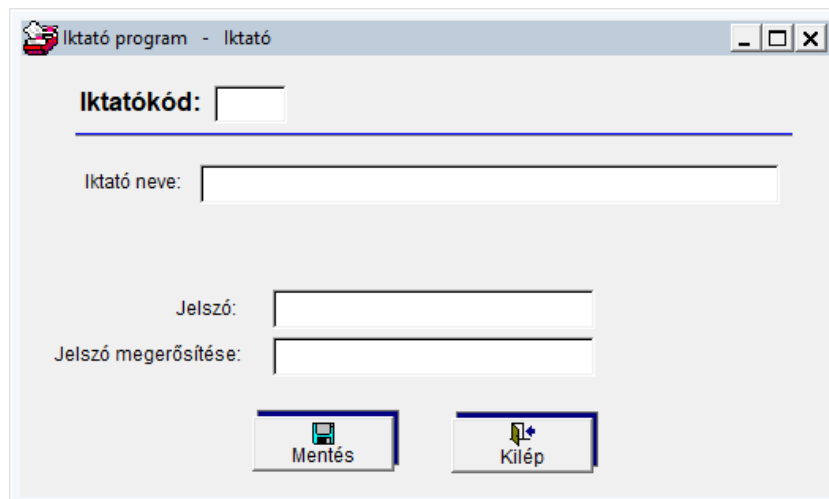 Iktató program - Iktató
Iktatókód:
Iktató neve:
Jelszó:
Jelszó megerősítése:
Mentés
Kilép